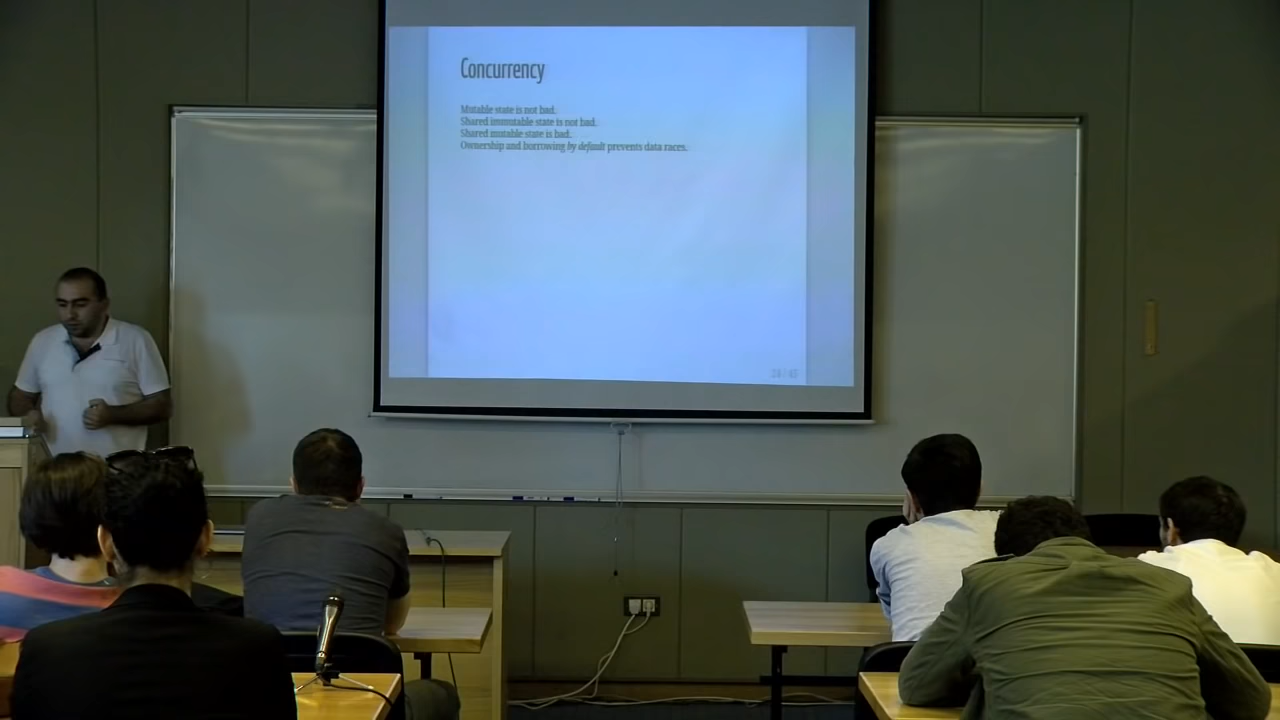 Concurrency
Mutable state is not bad.
Shared immutable state is not bad.
Shared mutable state is bad.
Ownership and borrowing by default prevents data races.